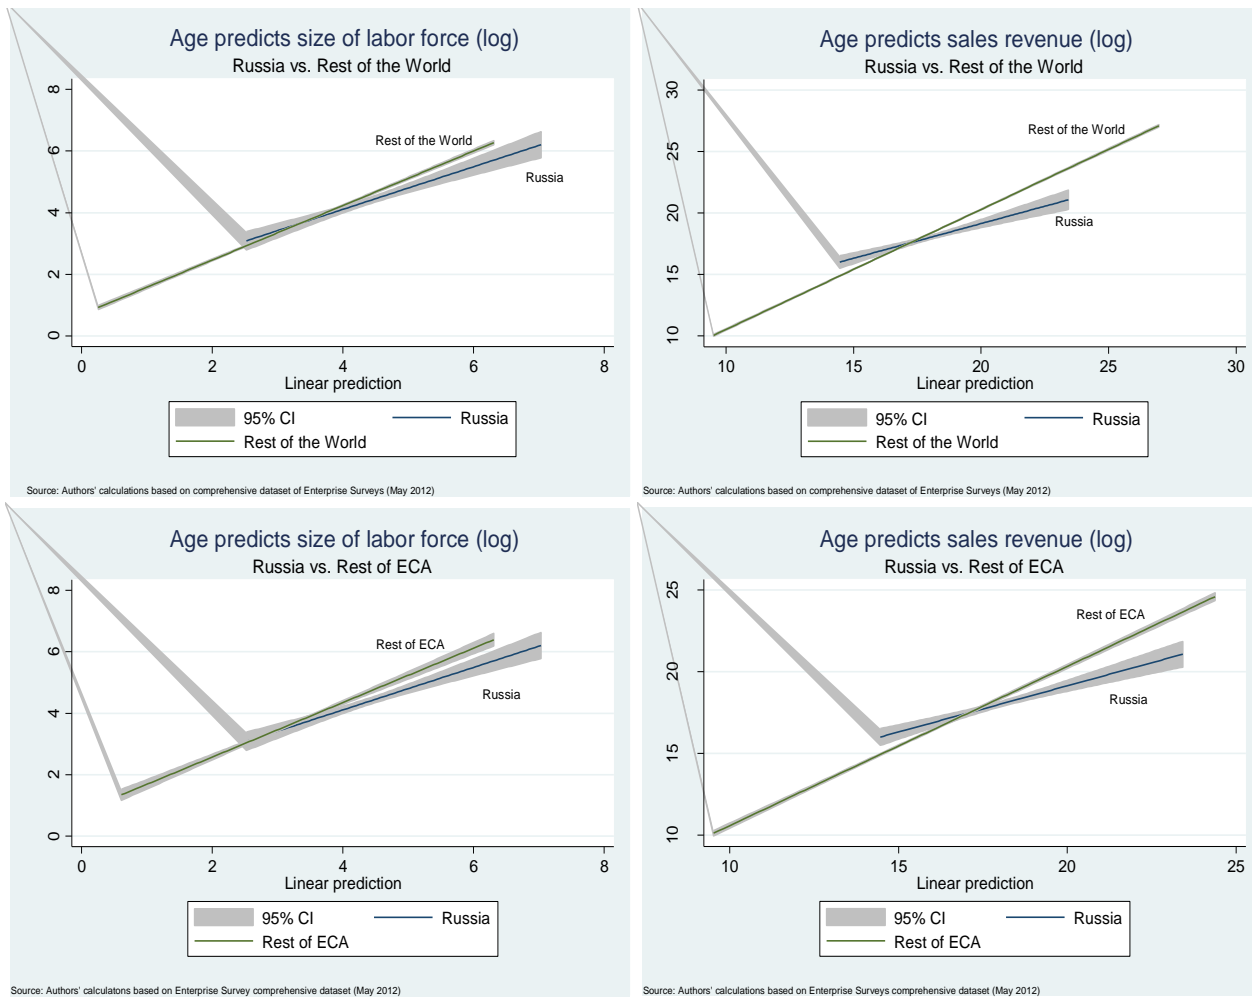 Age predicts size of labor force (log)
Russia vs. Rest of the World
8
6
4
2
0
Rest of the World
Russia
0 2 4 6 8
Linear prediction
95% CI Russia
Rest of the World
Source: Authors' calculations based on comprehensive dataset of Enterprise Surveys (May 2012)
Age predicts sales revenue (log)
Russia vs. Rest of the World
30
25
20
15
10
Rest of the World
Russia
10 15 20 25 30
Linear prediction
95% CI Russia
Rest of the World
Source: Authors' calculations based on comprehensive dataset of Enterprise Surveys (May 2012)
Age predicts size of labor force (log)
Russia vs. Rest of ECA
8
6
4
2
0
Rest of ECA
Russia
0 2 4 6 8
Linear prediction
95% CI Russia
Rest of ECA
Source: Authors' calculatons based on Enterprise Survey comprehensive dataset (May 2012)
Age predicts sales revenue (log)
Russia vs. Rest of ECA
25
20
15
10
Rest of ECA
Russia
10 15 20 25
Linear prediction
95% CI Russia
Rest of ECA
Source: Authors' calculations based on Enterprise Surveys comprehensive dataset (May 2012)